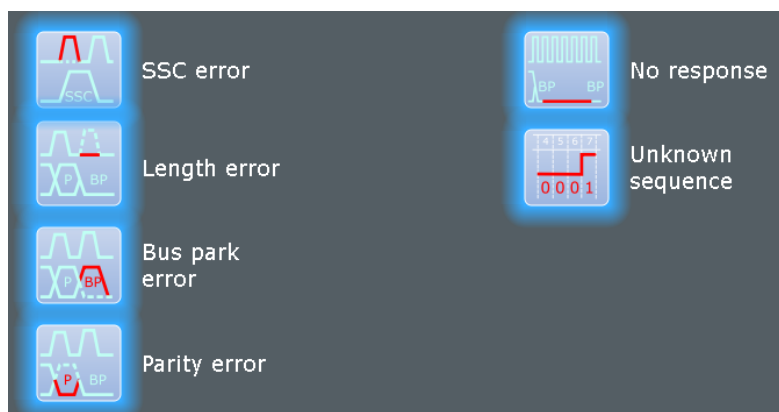 SSC
SSC error
P BP
Length error
P BP
Bus park
error
P BP
Parity error
BP BP
No response
4 5 6 7
0 0 0 1
Unknown
sequence